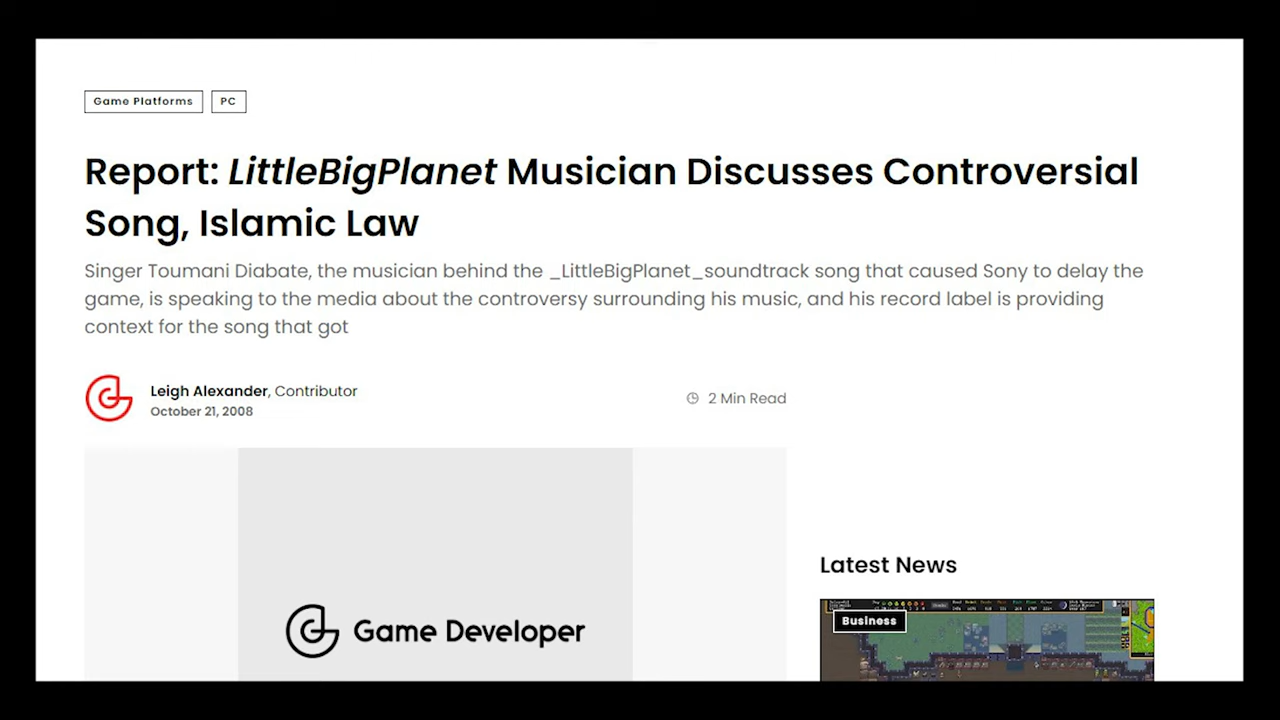 Game Platforms
PC
Report: LittleBigPlanet Musician Discusses Controversial
Song, Islamic Law
Singer Toumani Diabate, the musician behind the _LittleBigPlanet_soundtrack song that caused Sony to delay the
game, is speaking to the media about the controversy surrounding his music, and his record label is providing
context for the song that got
Leigh Alexander, Contributor
October 21, 2008
2 Min Read
Game Developer
Latest News
Business